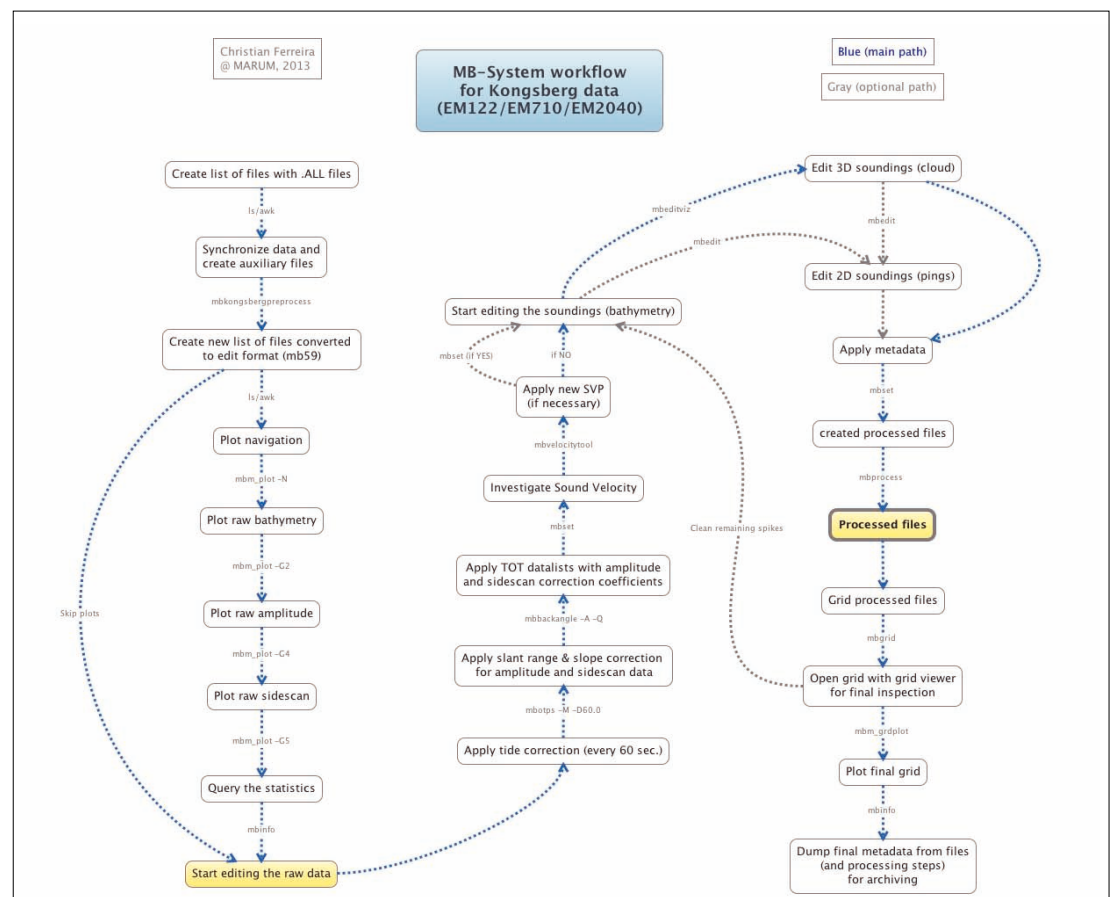 Christian Ferreira
@ MARUM, 2013
MB-System workflow
for Kongsberg data
(EM122/EM710/EM2040)
Blue (main path)
Gray (optional path)
Create list of files with .ALL files
ls/awk
Synchronize data and
create auxiliary files
mbkongsbergpreprocess
Create new list of files converted
to edit format (mb59)
ls/awk
Plot navigation
mbm_plot -N
Plot raw bathymetry
mbm_plot -G2
Plot raw amplitude
mbm_plot -G4
Plot raw sidescan
mbm_plot -G5
Query the statistics
mbinfo
Skip plots
Start editing the raw data
Start editing the soundings (bathymetry)
mbset (if YES)
if NO
Apply new SVP
(if necessary)
mbvelocitytool
Investigate Sound Velocity
mbset
Apply TOT datalists with amplitude
and sidescan correction coefficients
mbbackangle -A -Q
Apply slant range & slope correction
for amplitude and sidescan data
mbotps -M -D60.0
Apply tide correction (every 60 sec.)
mbeditviz
mbedit
Edit 3D soundings (cloud)
mbedit
Edit 2D soundings (pings)
Apply metadata
mbset
created processed files
mbprocess
Processed files
Clean remaining spikes
Grid processed files
mbgrid
Open grid with grid viewer
for final inspection
mbm_grdplot
Plot final grid
mbinfo
Dump final metadata from files
(and processing steps)
for archiving